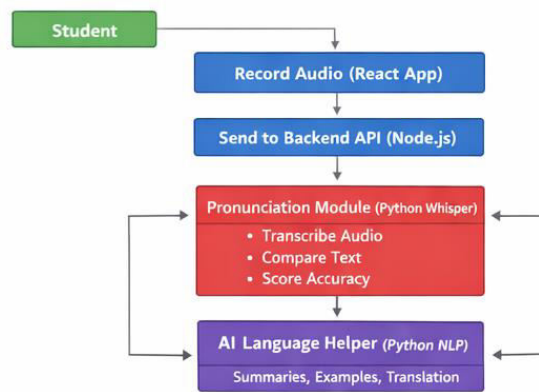 Student
Record Audio (React App)
Send to Backend API (Node.js)
Pronunciation Module (Python Whisper)
• Transcribe Audio
• Compare Text
• Score Accuracy
AI Language Helper (Python NLP)
Summaries, Examples, Translation